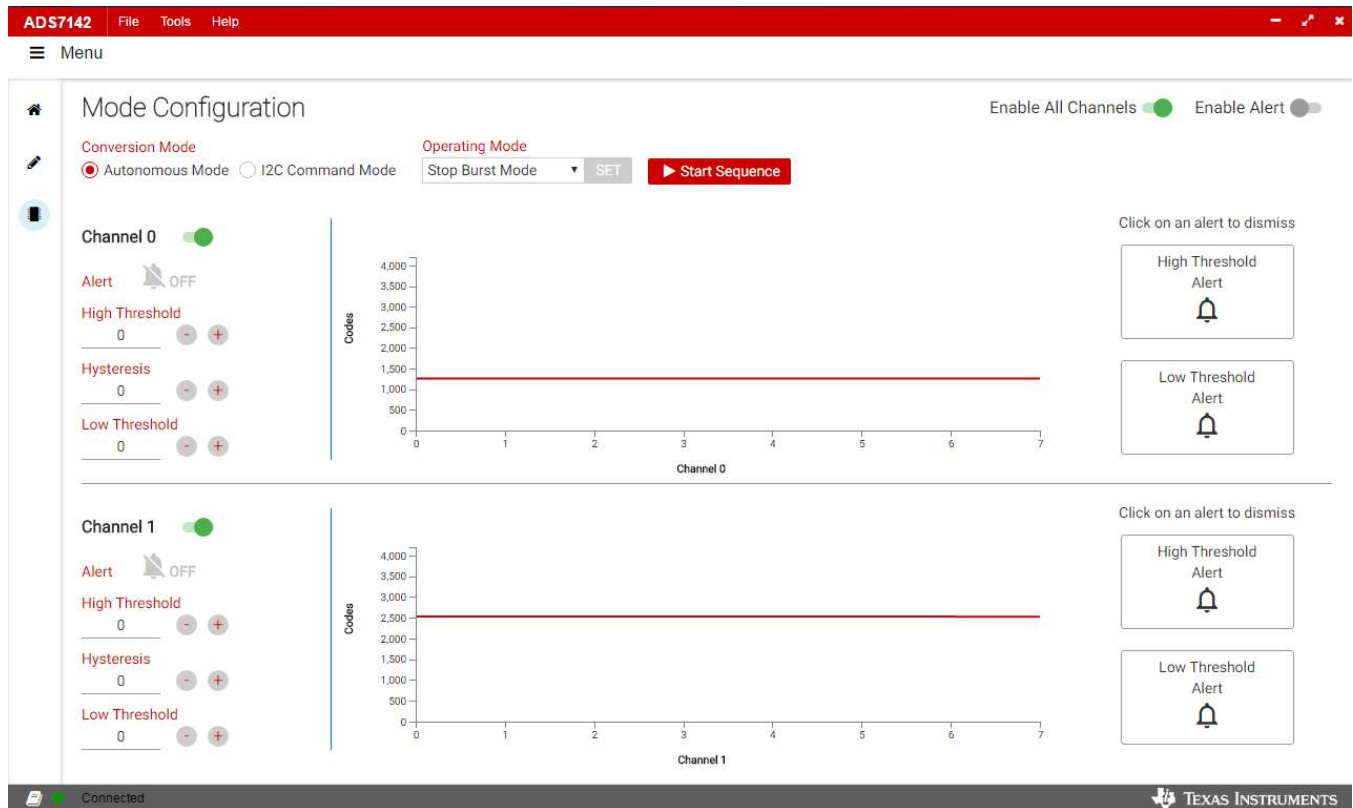 ADS7142 File Tools Help
Menu
Mode Configuration
Enable All Channels Enable Alert
Conversion Mode
Operating Mode
Autonomous Mode I2C Command Mode
Stop Burst Mode SET
Start Sequence
Channel 0
Alert OFF
High Threshold
0 - +
Hysteresis
0 - +
Low Threshold
0 - +
Codes
4,000
3,500
3,000
2,500
2,000
1,500
1,000
500
0
0 1 2 3 4 5 6 7
Channel 0
Click on an alert to dismiss
High Threshold
Alert
Low Threshold
Alert
Channel 1
Alert OFF
High Threshold
0 - +
Hysteresis
0 - +
Low Threshold
0 - +
Codes
4,000
3,500
3,000
2,500
2,000
1,500
1,000
500
0
0 1 2 3 4 5 6 7
Channel 1
Click on an alert to dismiss
High Threshold
Alert
Low Threshold
Alert
Connected
TEXAS INSTRUMENTS